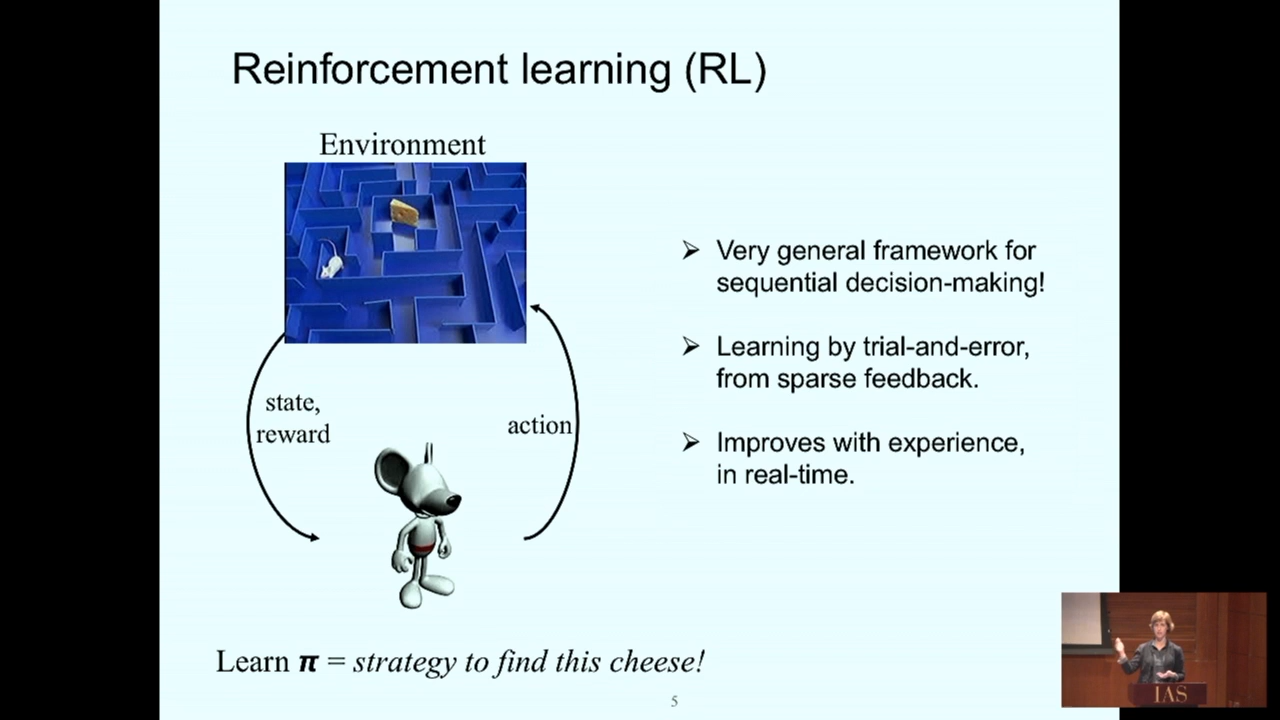 Reinforcement learning (RL)
Environment
state,
reward
action
➢ Very general framework for
sequential decision-making!
➢ Learning by trial-and-error,
from sparse feedback.
➢ Improves with experience,
in real-time.
Learn π = strategy to find this cheese!
5
IAS